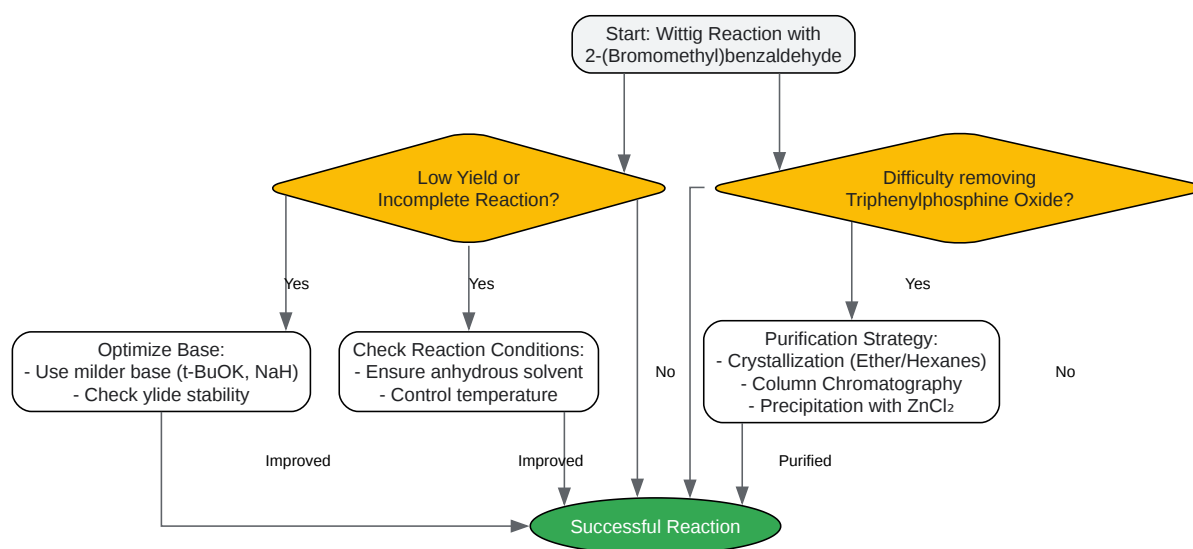 Start: Wittig Reaction with
2-(Bromomethyl)benzaldehyde
Low Yield or
Incomplete Reaction?
Difficulty removing
Triphenylphosphine Oxide?
Yes
Yes
Yes
Optimize Base:
- Use milder base (t-BuOK, NaH)
- Check ylide stability
Check Reaction Conditions:
- Ensure anhydrous solvent
- Control temperature
No
Purification Strategy:
- Crystallization (Ether/Hexanes)
- Column Chromatography
- Precipitation with ZnCl₂
No
Improved
Improved
Purified
Successful Reaction